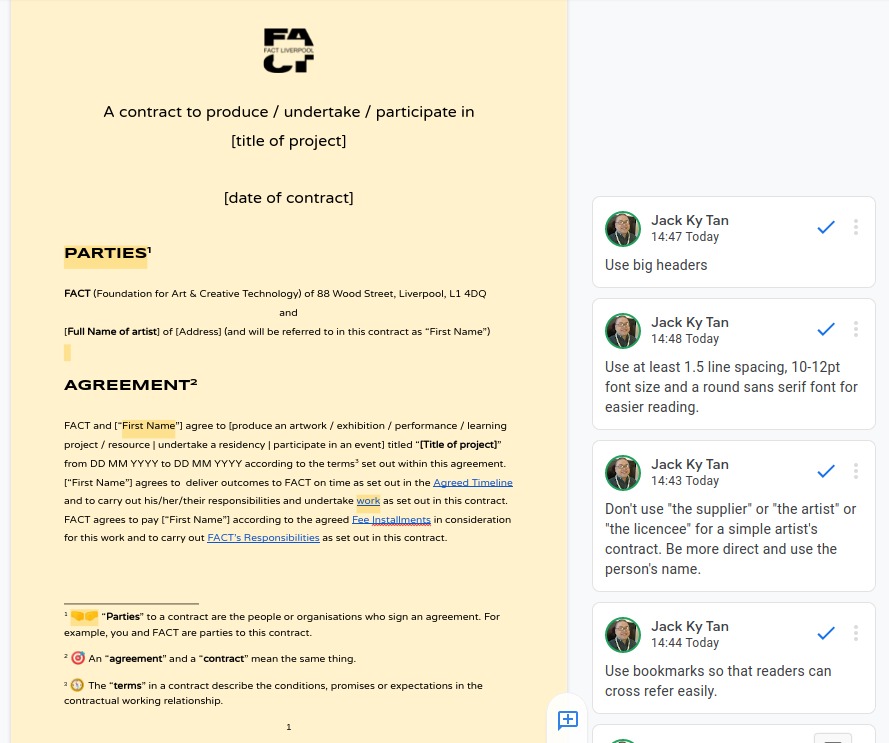 FA
FACT LIVERPOOL
CT
A contract to produce / undertake / participate in
[title of project]
[date of contract]
PARTIES¹
FACT (Foundation for Art & Creative Technology) of 88 Wood Street, Liverpool, L1 4DQ
and
[Full Name of artist] of [Address] (and will be referred to in this contract as “First Name”)
AGREEMENT²
FACT and [“First Name”] agree to [produce an artwork / exhibition / performance / learning
project / resource | undertake a residency | participate in an event] titled “[Title of project]”
from DD MM YYYY to DD MM YYYY according to the terms³ set out within this agreement.
[“First Name”] agrees to  deliver outcomes to FACT on time as set out in the Agreed Timeline
and to carry out his/her/their responsibilities and undertake work as set out in this contract.
FACT agrees to pay [“First Name”] according to the agreed Fee Installments in consideration
for this work and to carry out FACT's Responsibilities as set out in this contract.
¹ 🤜🤛 “Parties” to a contract are the people or organisations who sign an agreement. For
example, you and FACT are parties to this contract.
² 🎯 An “agreement” and a “contract” mean the same thing.
³ 🧭 The “terms” in a contract describe the conditions, promises or expectations in the
contractual working relationship.
1
Jack Ky Tan
14:47 Today
Use big headers
Jack Ky Tan
14:48 Today
Use at least 1.5 line spacing, 10-12pt
font size and a round sans serif font for
easier reading.
Jack Ky Tan
14:43 Today
Don't use "the supplier" or "the artist" or
"the licencee" for a simple artist's
contract. Be more direct and use the
person's name.
Jack Ky Tan
14:44 Today
Use bookmarks so that readers can
cross refer easily.